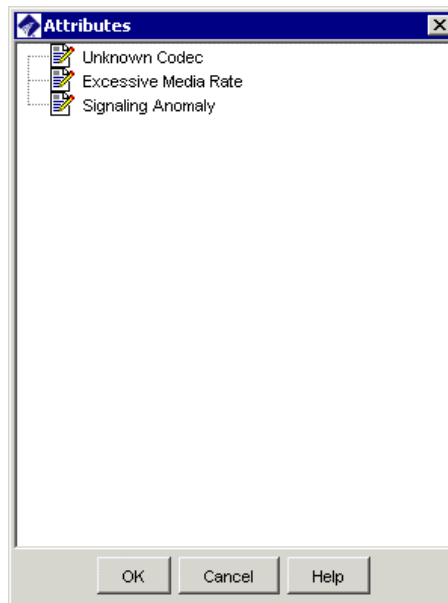 Attributes
Unknown Codec
Excessive Media Rate
Signaling Anomaly
OK Cancel Help